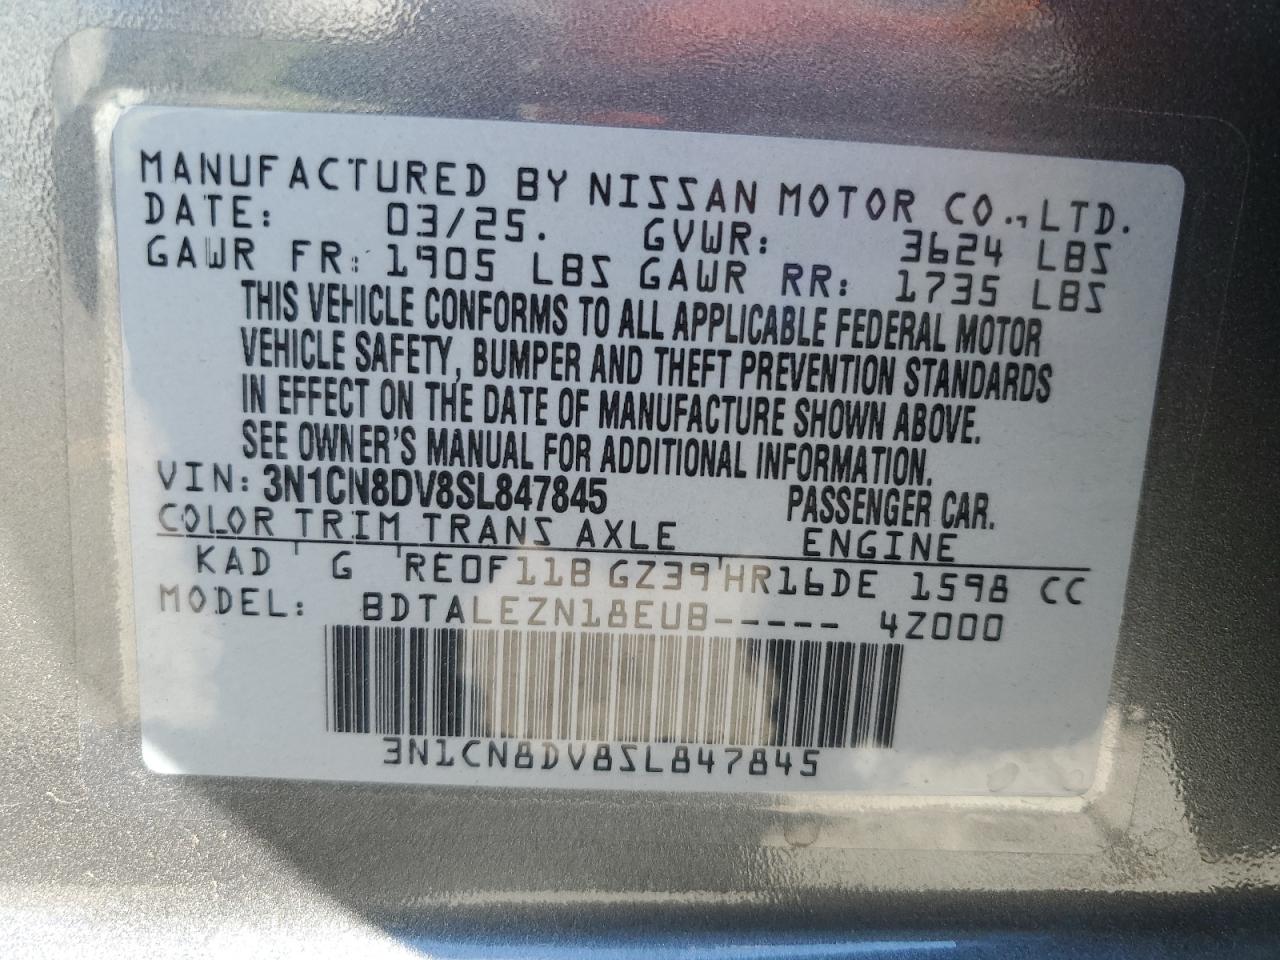 MANUFACTURED BY NISSAN MOTOR CO., LTD.
DATE: 03/25. GVWR: 3624 LBS
GAWR FR: 1905 LBS GAWR RR: 1735 LBS
THIS VEHICLE CONFORMS TO ALL APPLICABLE FEDERAL MOTOR
VEHICLE SAFETY, BUMPER AND THEFT PREVENTION STANDARDS
IN EFFECT ON THE DATE OF MANUFACTURE SHOWN ABOVE.
SEE OWNER'S MANUAL FOR ADDITIONAL INFORMATION.
VIN: 3N1CN8DV8SL847845 PASSENGER CAR.
COLOR TRIM TRANS AXLE ENGINE
KAD G RE0F11B GZ39 HR16DE 1598 CC
MODEL: BDTALEZN18EUB----- 4Z000
3N1CN8DV8SL847845